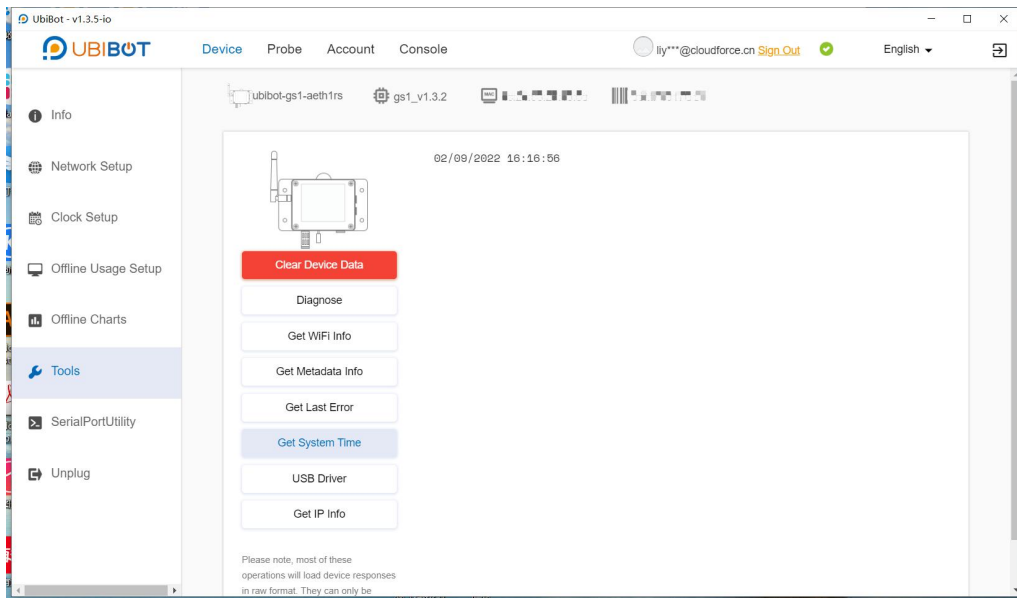 UbiBot - v1.3.5-io
UBIBOT
Device Probe Account Console
liy***@cloudforce.cn Sign Out
English
ubibot-gs1-aeth1rs
gs1_v1.3.2
MAC
Info
Network Setup
Clock Setup
Offline Usage Setup
Offline Charts
Tools
SerialPortUtility
Unplug
02/09/2022 16:16:56
Clear Device Data
Diagnose
Get WiFi Info
Get Metadata Info
Get Last Error
Get System Time
USB Driver
Get IP Info
Please note, most of these
operations will load device responses
in raw format. They can only be